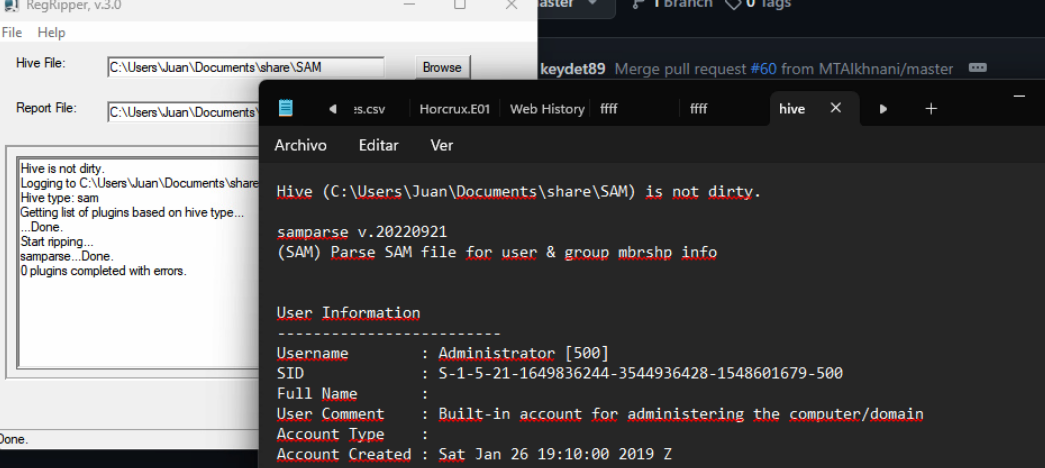 RegRipper, v.3.0
File Help
Hive File: C:\Users\Juan\Documents\share\SAM Browse
Report File: C:\Users\Juan\Documents\
Hive is not dirty.
Logging to C:\Users\Juan\Documents\share
Hive type: sam
Getting list of plugins based on hive type...
...Done.
Start ripping...
samparse...Done.
0 plugins completed with errors.
Done.
1 Branch 0 Tags
keydet89 Merge pull request #60 from MTAlkhnani/master
s.csv Horcrux.E01 Web History ffff ffff hive
Archivo Editar Ver
Hive (C:\Users\Juan\Documents\share\SAM) is not dirty.
samparse v.20220921
(SAM) Parse SAM file for user & group mbrshp info
User Information
-------------------------
Username : Administrator [500]
SID : S-1-5-21-1649836244-3544936428-1548601679-500
Full Name :
User Comment : Built-in account for administering the computer/domain
Account Type :
Account Created : Sat Jan 26 19:10:00 2019 Z